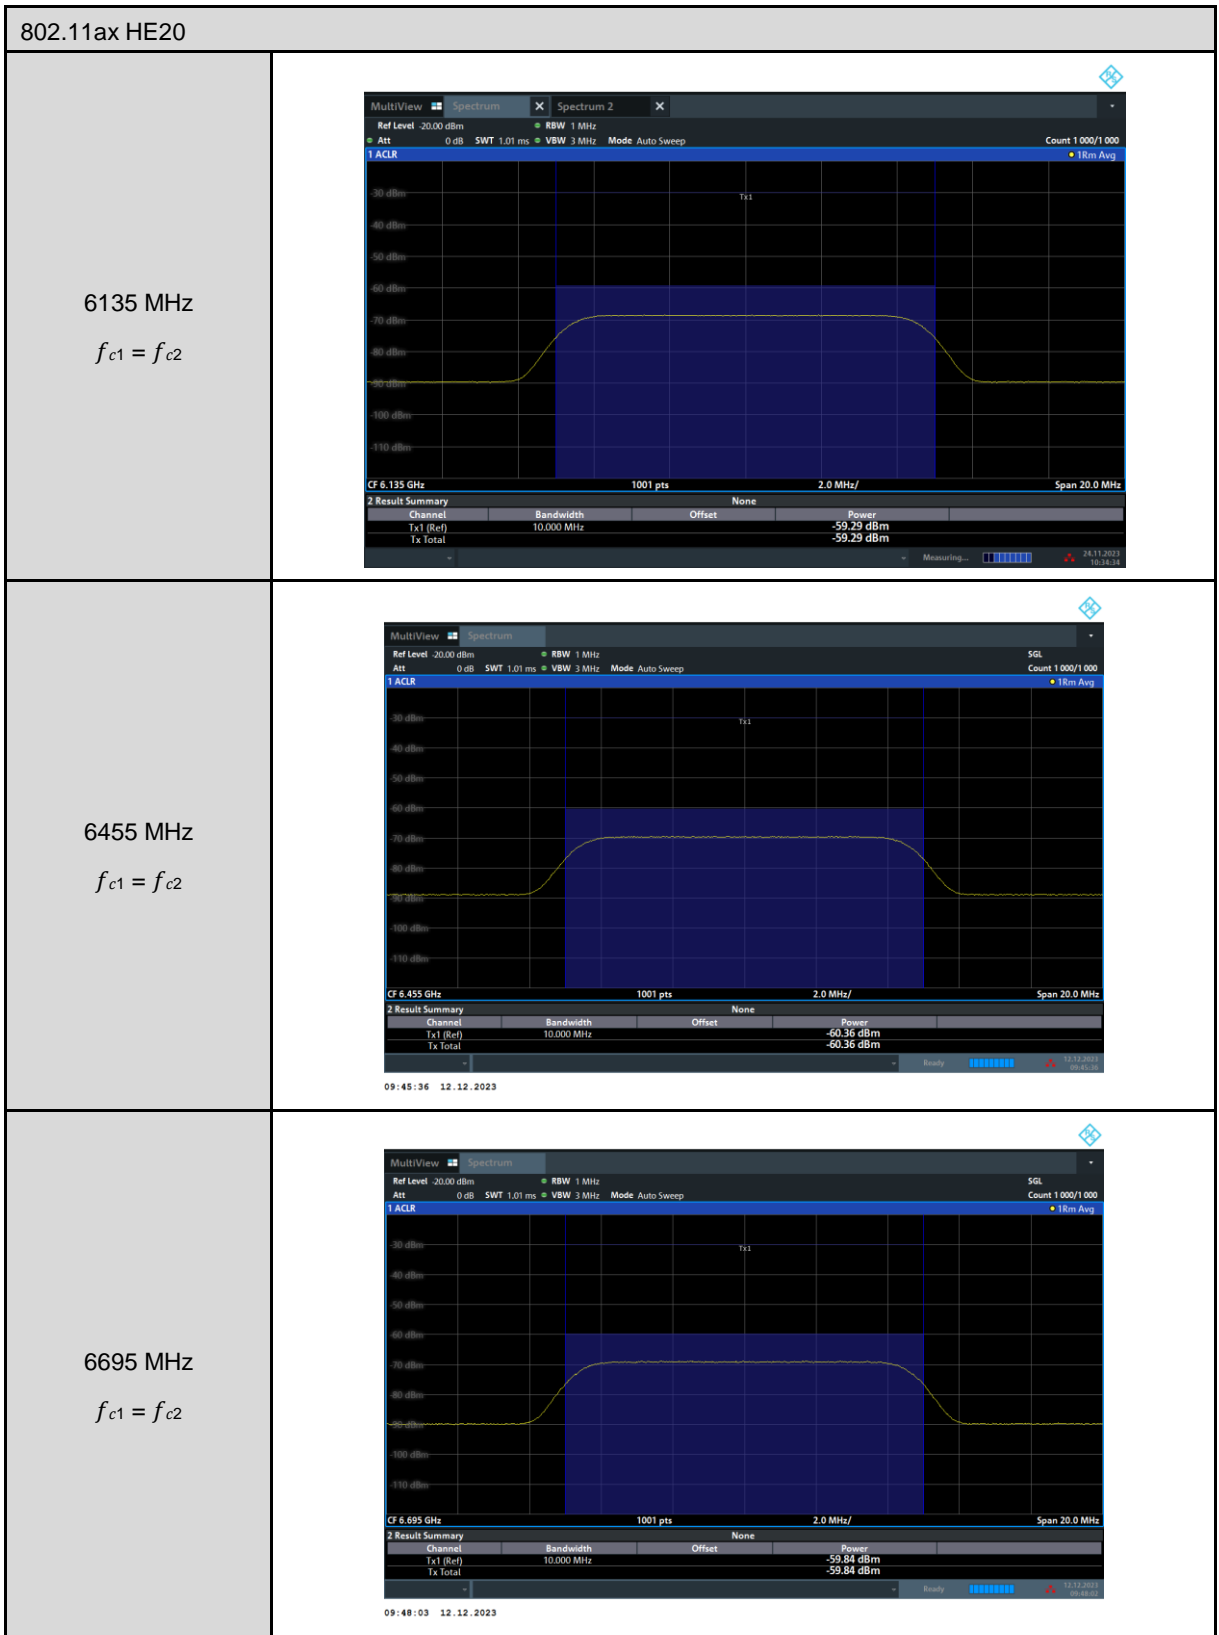 802.11ax HE20
6135 MHz
fc1 = fc2
MultiView Spectrum X Spectrum 2 X
Ref Level -20.00 dBm RBW 1 MHz
Att 0 dB SWT 1.01 ms VBW 3 MHz Mode Auto Sweep Count 1 000/1 000
1 ACLR 1Rm Avg
Tx1
-30 dBm
-40 dBm
-50 dBm
-60 dBm
-70 dBm
-80 dBm
-90 dBm
-100 dBm
-110 dBm
CF 6.135 GHz 1001 pts 2.0 MHz/ Span 20.0 MHz
2 Result Summary None
Channel Bandwidth Offset Power
Tx1 (Ref) 10.000 MHz -59.29 dBm
Tx Total -59.29 dBm
Measuring... 24.11.2023
10:34:34
6455 MHz
fc1 = fc2
MultiView Spectrum
Ref Level -20.00 dBm RBW 1 MHz SGL
Att 0 dB SWT 1.01 ms VBW 3 MHz Mode Auto Sweep Count 1 000/1 000
1 ACLR 1Rm Avg
-30 dBm
Tx1
-40 dBm
-50 dBm
-60 dBm
-70 dBm
-80 dBm
-90 dBm
-100 dBm
-110 dBm
CF 6.455 GHz 1001 pts 2.0 MHz/ Span 20.0 MHz
2 Result Summary None
Channel Bandwidth Offset Power
Tx1 (Ref) 10.000 MHz -60.36 dBm
Tx Total -60.36 dBm
Ready 12.12.2023
09:45:36
09:45:36 12.12.2023
6695 MHz
fc1 = fc2
MultiView Spectrum
Ref Level -20.00 dBm RBW 1 MHz SGL
Att 0 dB SWT 1.01 ms VBW 3 MHz Mode Auto Sweep Count 1 000/1 000
1 ACLR 1Rm Avg
-30 dBm
Tx1
-40 dBm
-50 dBm
-60 dBm
-70 dBm
-80 dBm
-90 dBm
-100 dBm
-110 dBm
CF 6.695 GHz 1001 pts 2.0 MHz/ Span 20.0 MHz
2 Result Summary None
Channel Bandwidth Offset Power
Tx1 (Ref) 10.000 MHz -59.84 dBm
Tx Total -59.84 dBm
Ready 12.12.2023
09:48:02
09:48:03 12.12.2023